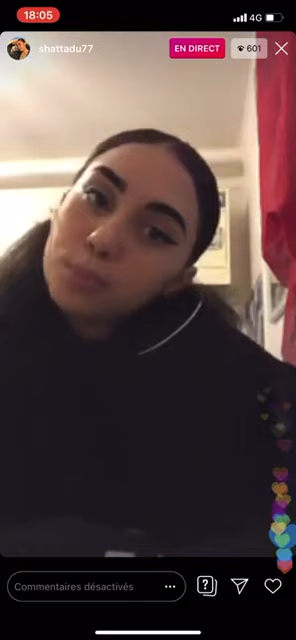 18:05
4G
shattadu77
EN DIRECT
601
Commentaires désactivés